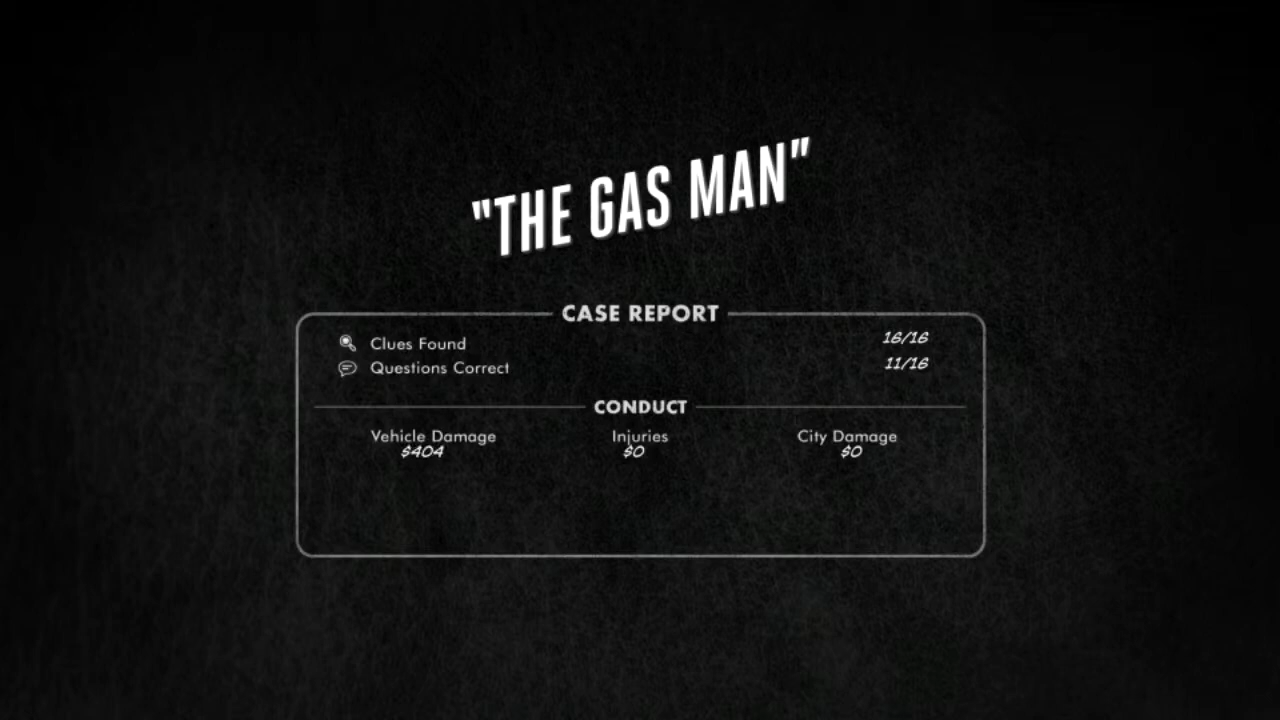 "THE GAS MAN"
CASE REPORT
Clues Found 16/16
Questions Correct 11/16
CONDUCT
Vehicle Damage Injuries City Damage
$404 $0 $0